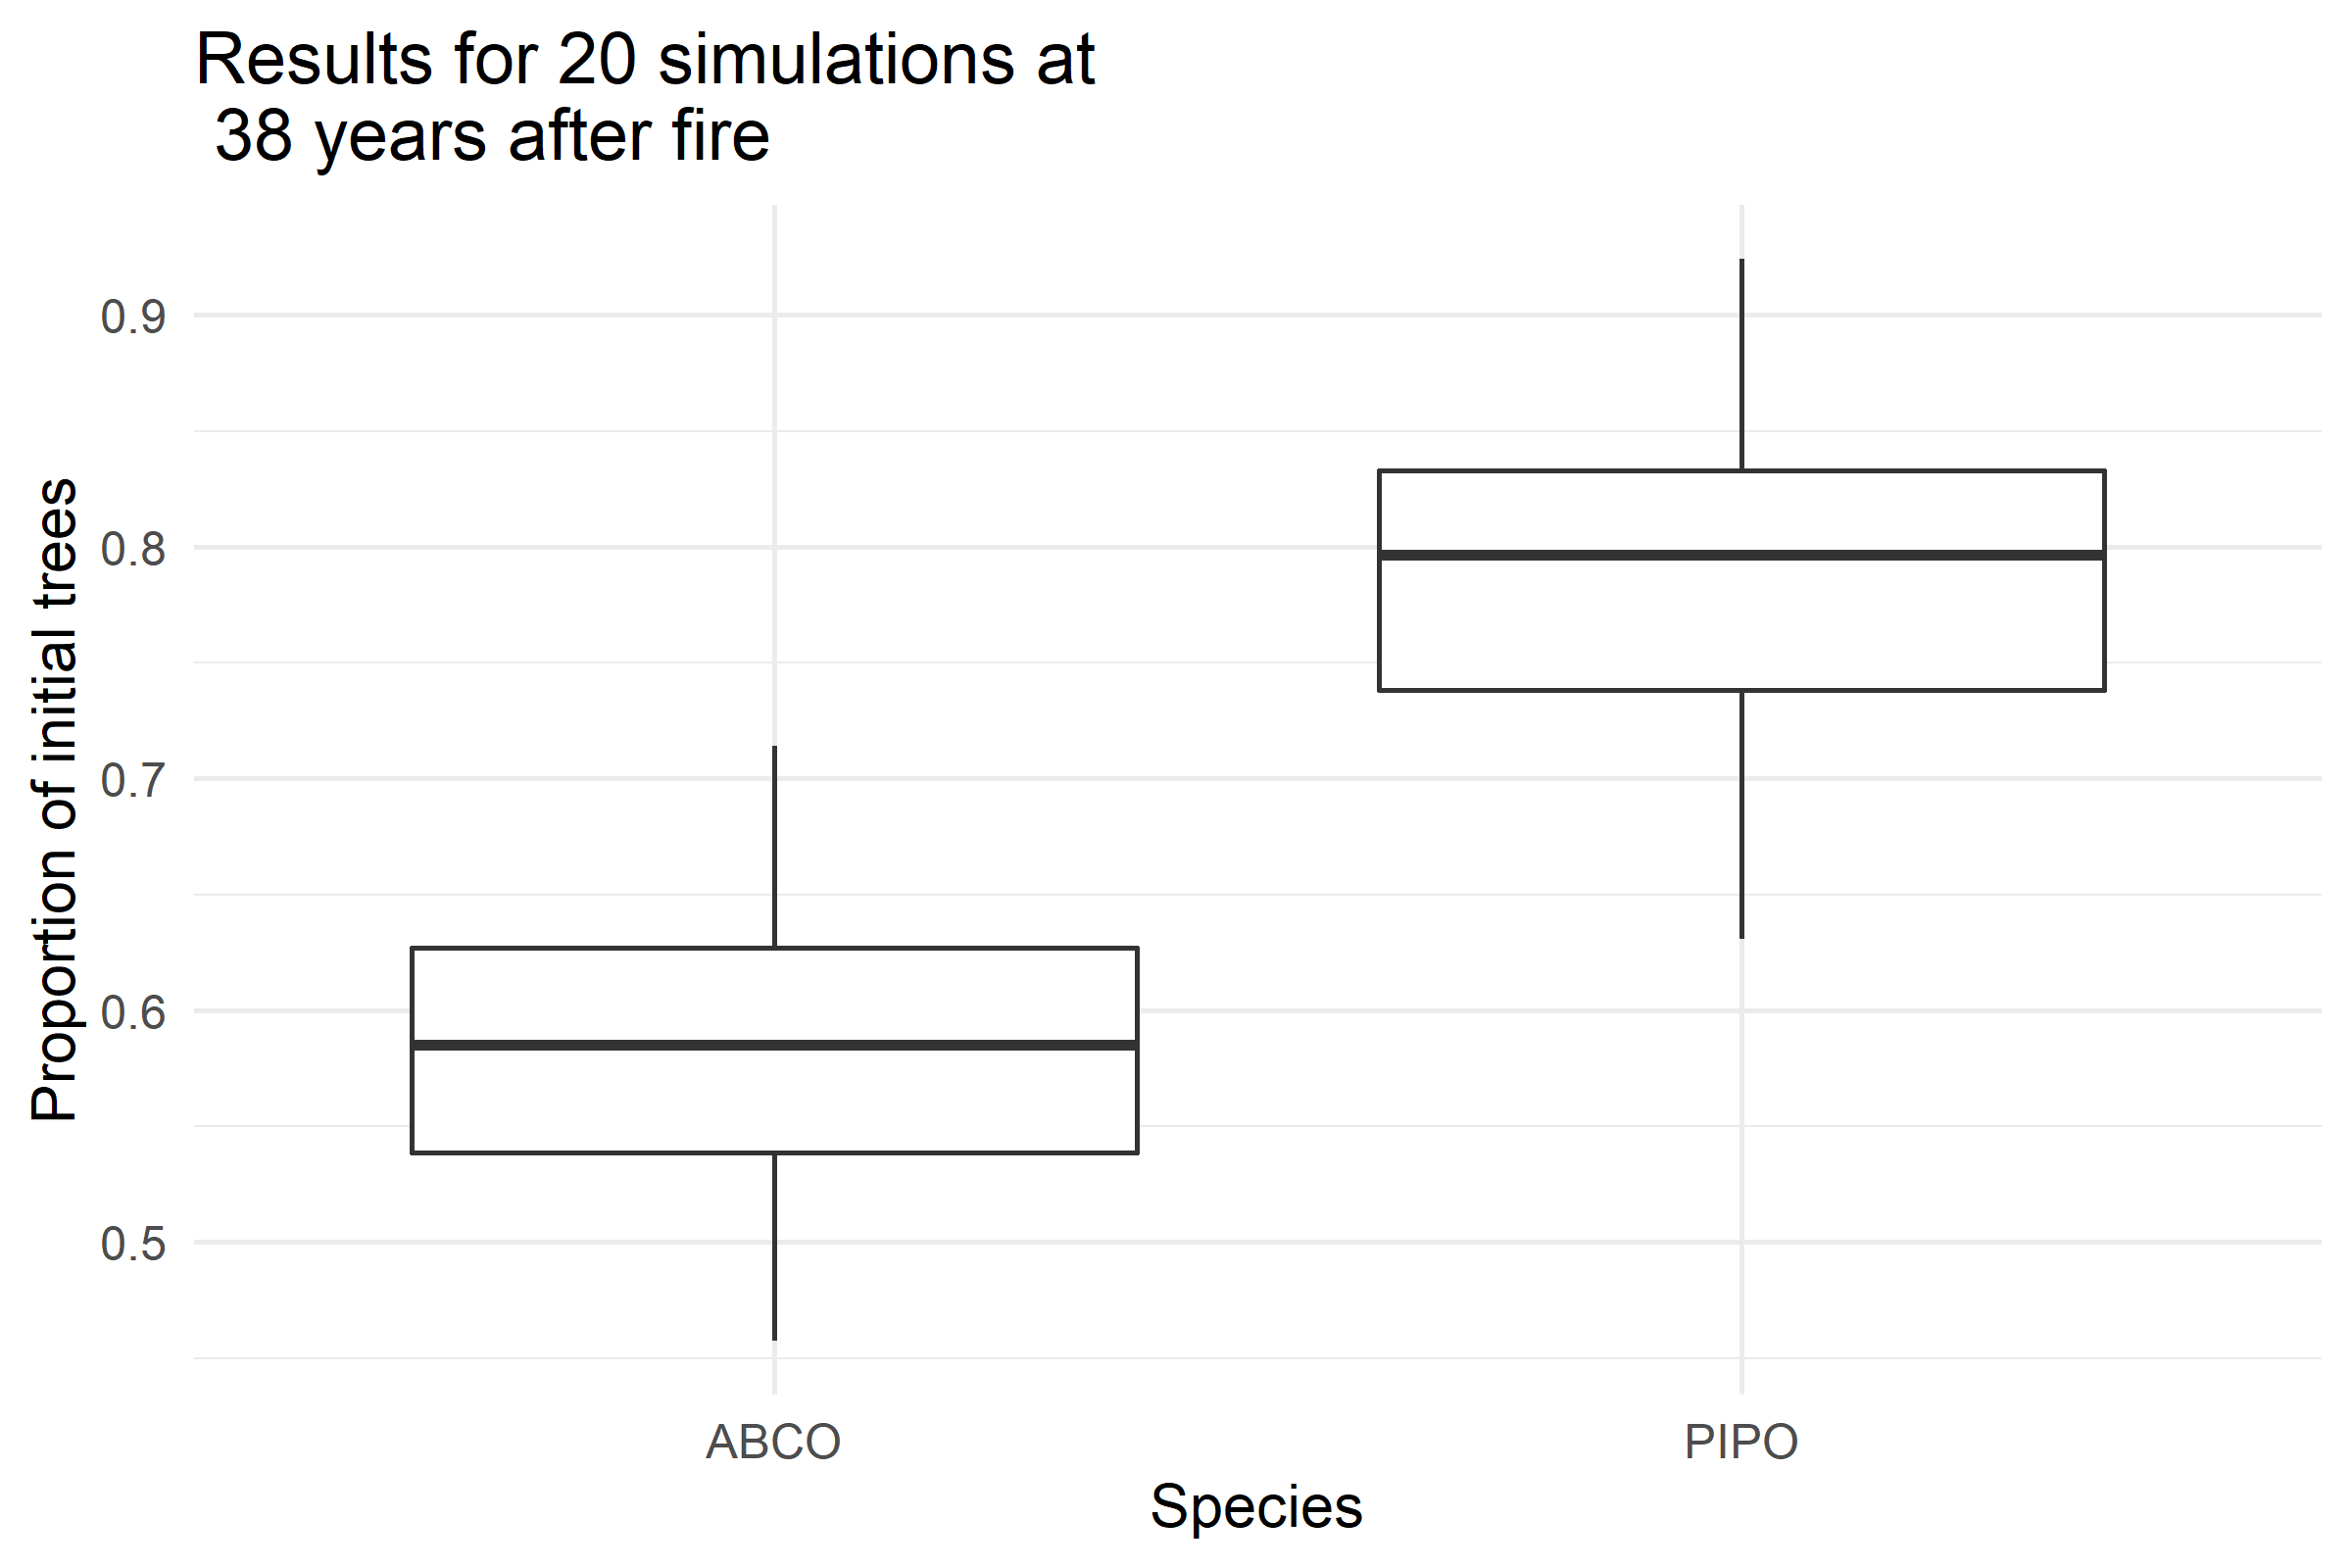 Results for 20 simulations at
38 years after fire
Proportion of initial trees
0.9
0.8
0.7
0.6
0.5
ABCO PIPO
Species